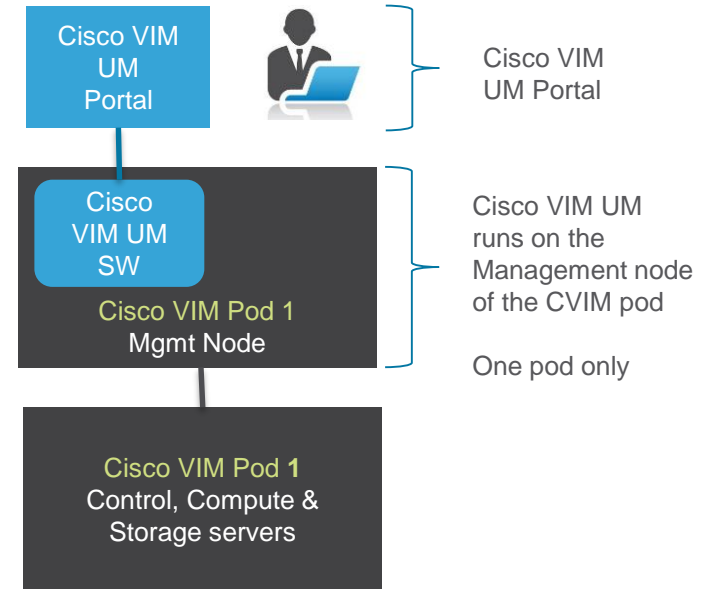 Cisco VIM
UM
Portal
Cisco VIM
UM Portal
Cisco
VIM UM
SW
Cisco VIM Pod 1
Mgmt Node
Cisco VIM UM
runs on the
Management node
of the CVIM pod
One pod only
Cisco VIM Pod 1
Control, Compute &
Storage servers